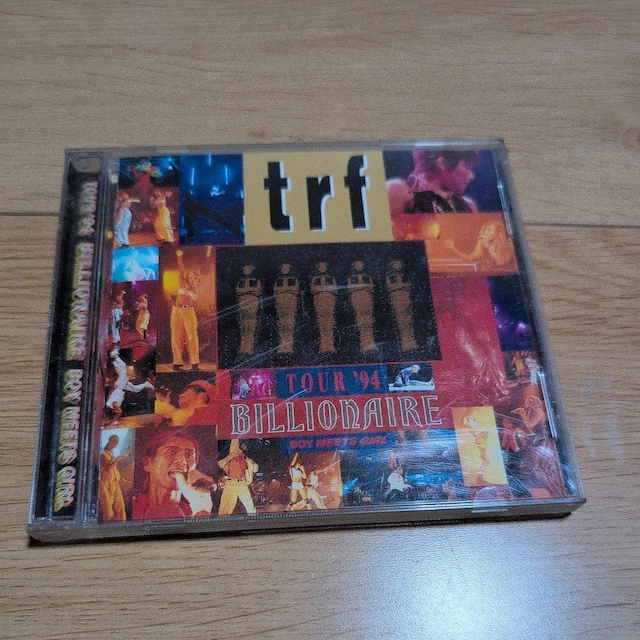 trf
TOUR '94
BILLIONAIRE
BOY MEETS GIRL
TOUR '94 BILLIONAIRE BOY MEETS GIRL